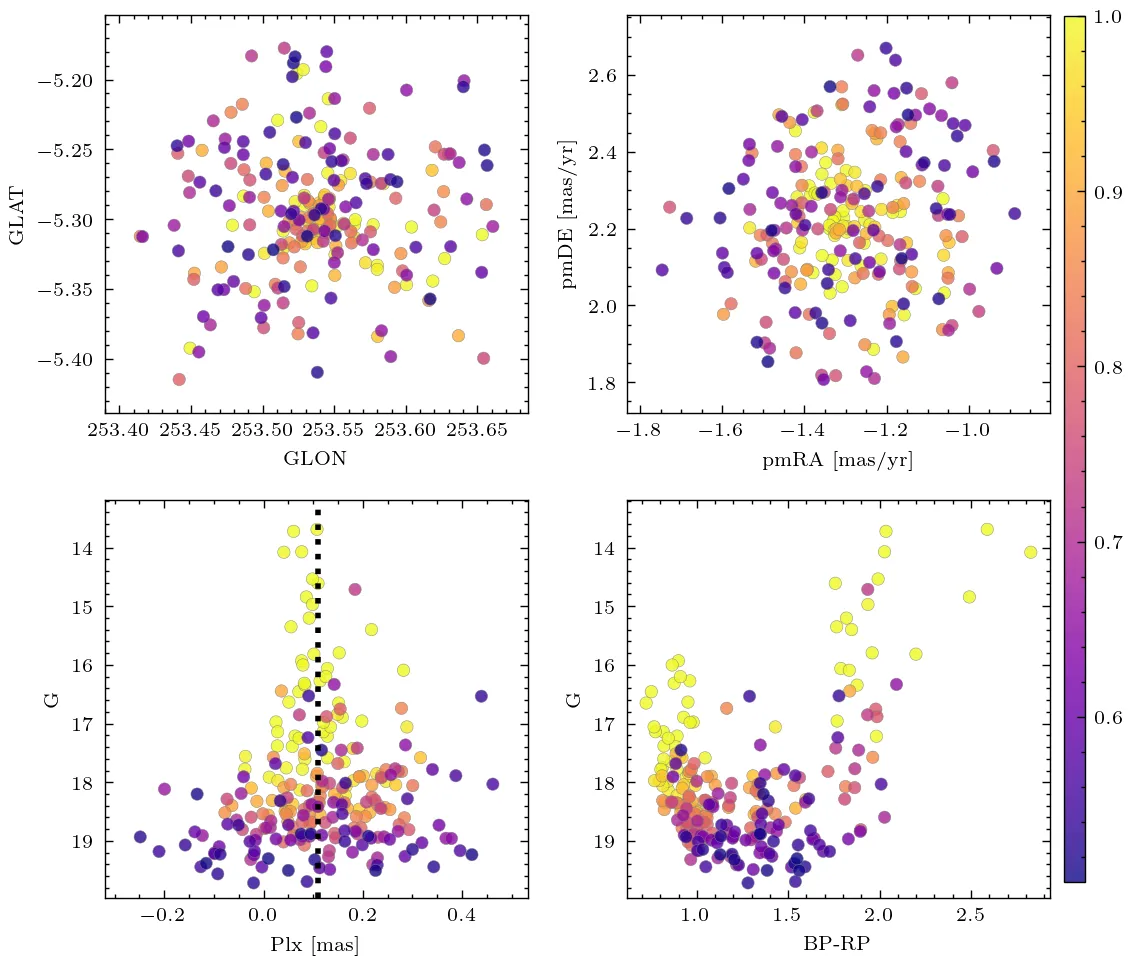 −5.20
−5.25
−5.30
−5.35
−5.40
GLAT
253.40 253.45 253.50 253.55 253.60 253.65
GLON
2.6
2.4
2.2
2.0
1.8
pmDE [mas/yr]
−1.8 −1.6 −1.4 −1.2 −1.0
pmRA [mas/yr]
14
15
16
17
18
19
G
−0.2 0.0 0.2 0.4
Plx [mas]
14
15
16
17
18
19
G
1.0 1.5 2.0 2.5
BP-RP
1.0
0.9
0.8
0.7
0.6